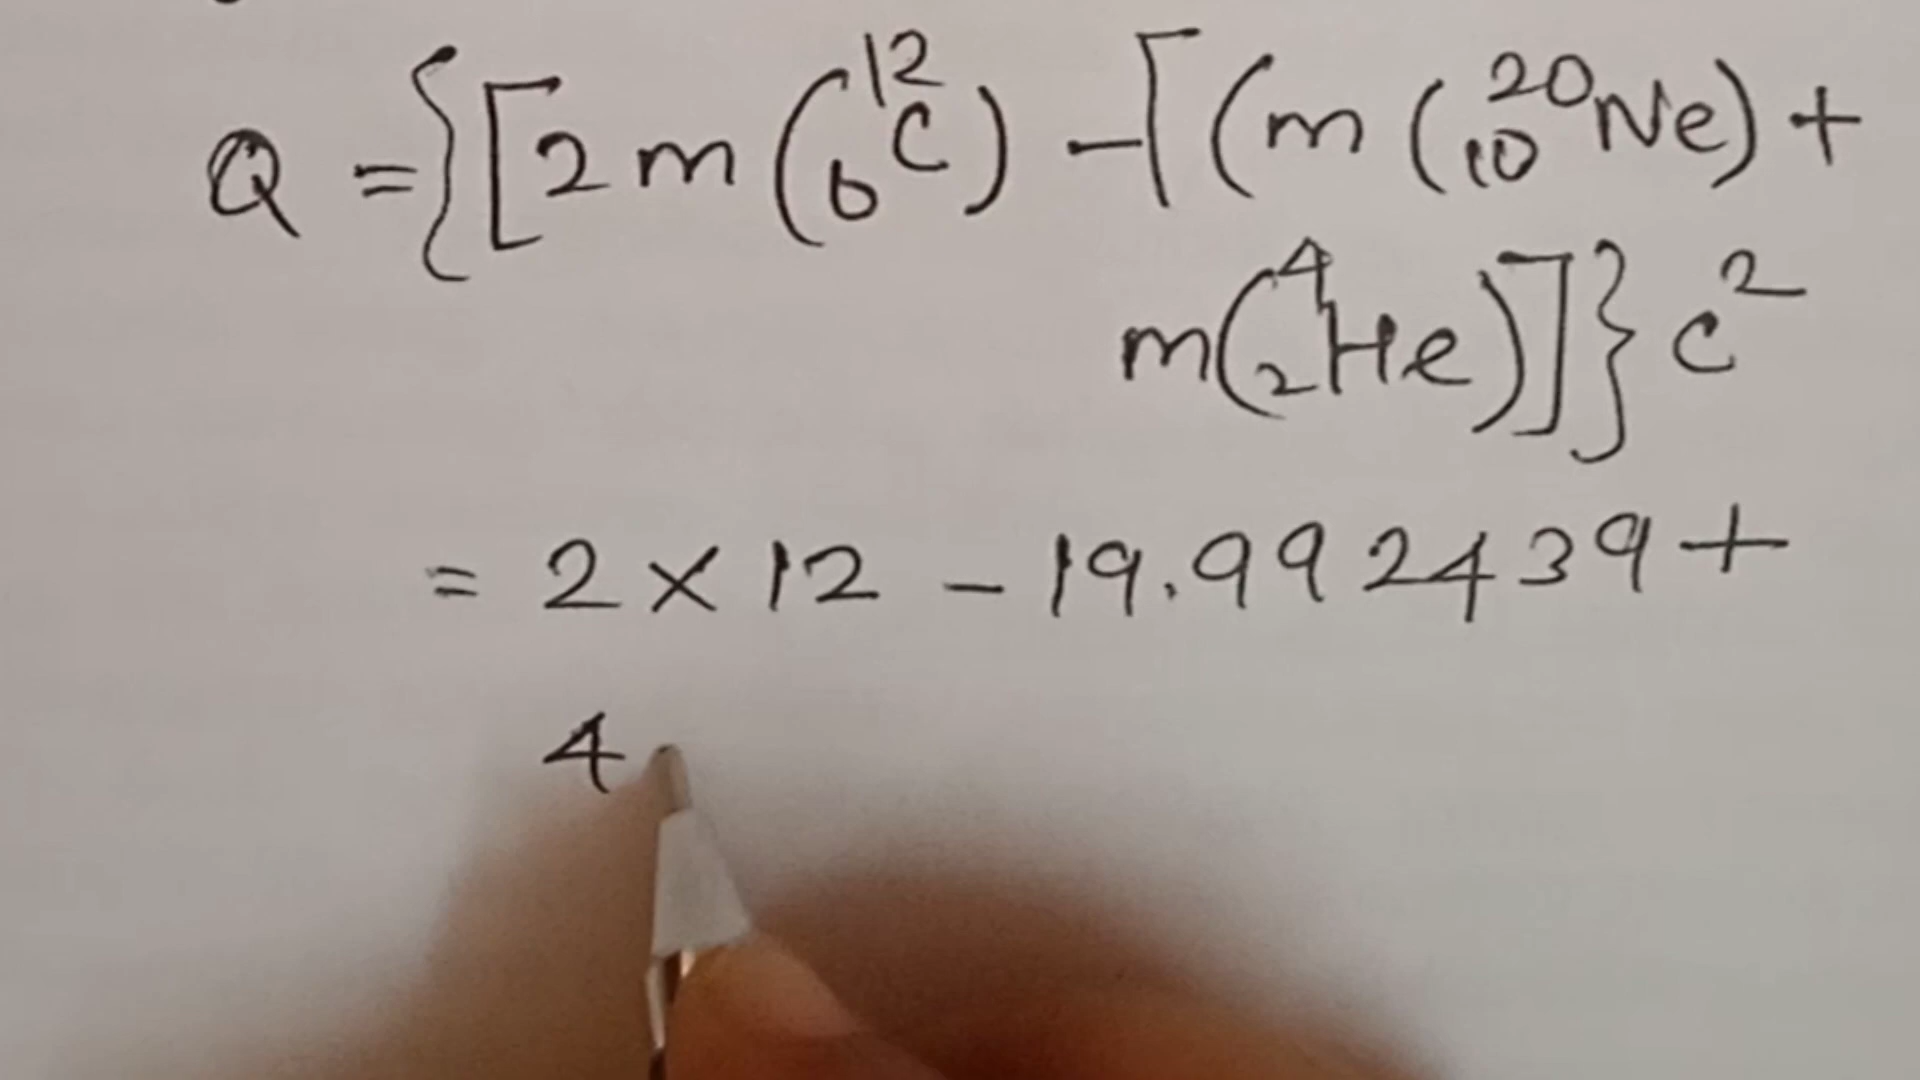 Q = {[2m(¹²₆C) - [(m(²⁰₁₀Ne) +
m(⁴₂He)]}c²
= 2 × 12 - 19.992439 +
4